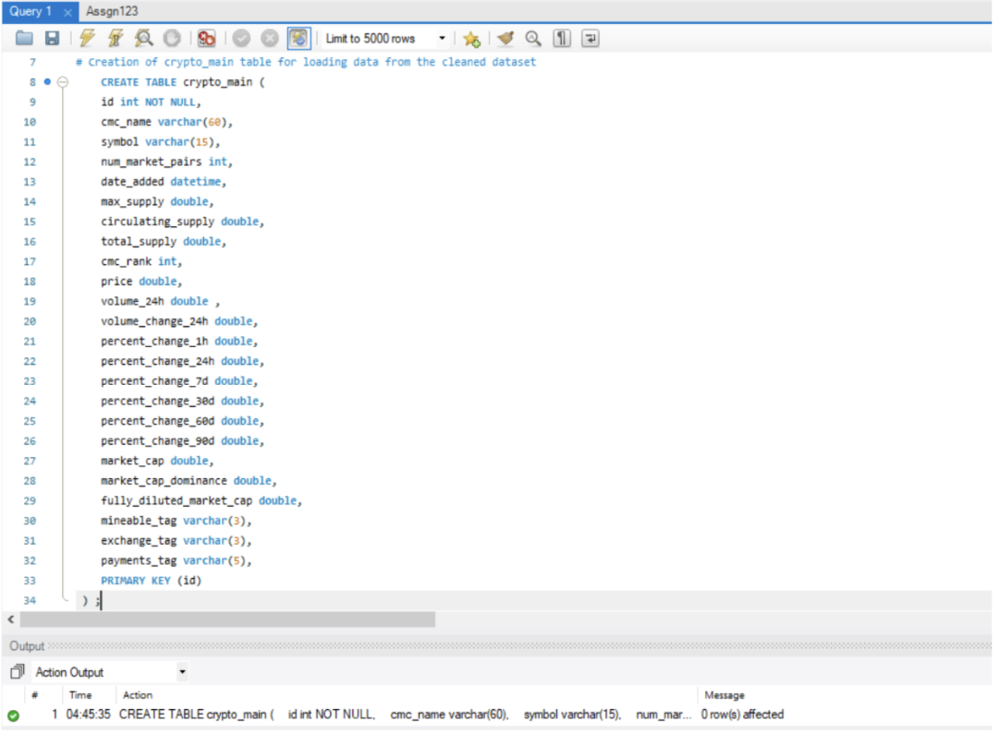 Query 1 × Assgn123
Limit to 5000 rows
7 # Creation of crypto_main table for loading data from the cleaned dataset
8 CREATE TABLE crypto_main (
9 id int NOT NULL,
10 cmc_name varchar(60),
11 symbol varchar(15),
12 num_market_pairs int,
13 date_added datetime,
14 max_supply double,
15 circulating_supply double,
16 total_supply double,
17 cmc_rank int,
18 price double,
19 volume_24h double ,
20 volume_change_24h double,
21 percent_change_1h double,
22 percent_change_24h double,
23 percent_change_7d double,
24 percent_change_30d double,
25 percent_change_60d double,
26 percent_change_90d double,
27 market_cap double,
28 market_cap_dominance double,
29 fully_diluted_market_cap double,
30 mineable_tag varchar(3),
31 exchange_tag varchar(3),
32 payments_tag varchar(5),
33 PRIMARY KEY (id)
34 ) ;
Output
Action Output
# Time Action Message
1 04:45:35 CREATE TABLE crypto_main ( id int NOT NULL, cmc_name varchar(60), symbol varchar(15), num_mar... 0 row(s) affected